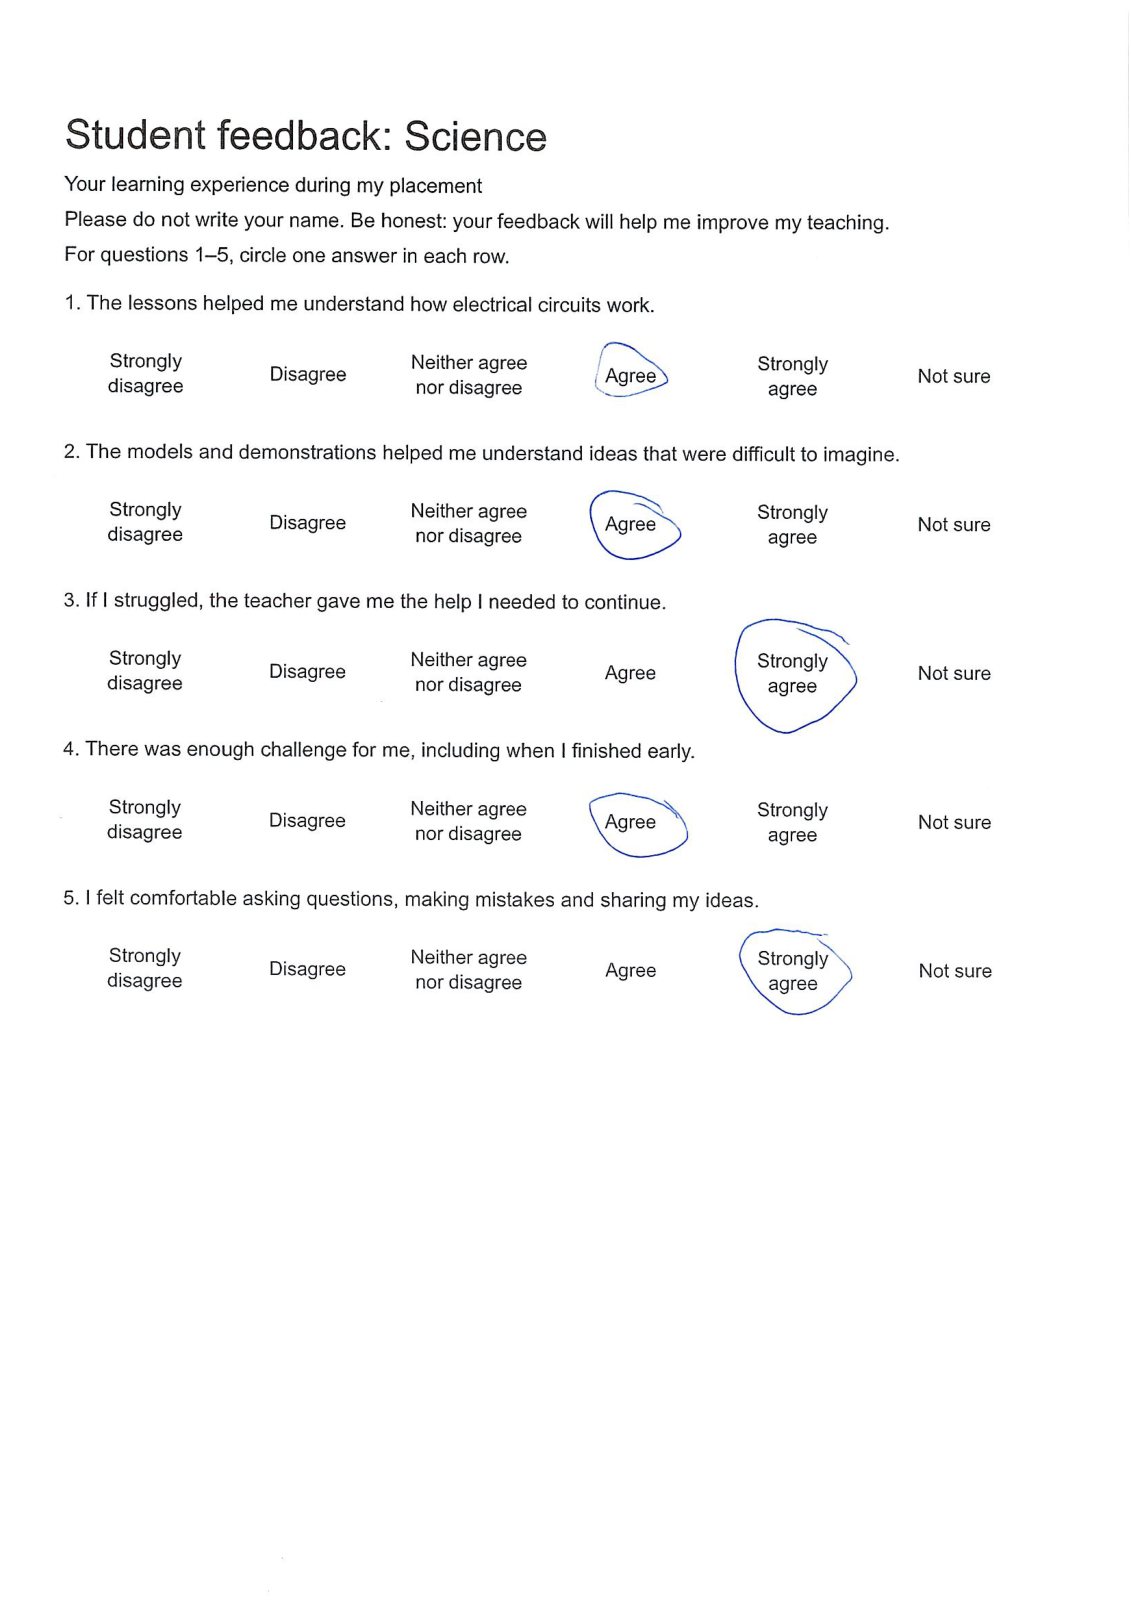 Student feedback: Science
Your learning experience during my placement
Please do not write your name. Be honest: your feedback will help me improve my teaching.
For questions 1–5, circle one answer in each row.
1. The lessons helped me understand how electrical circuits work.
Strongly disagree Disagree Neither agree nor disagree Agree Strongly agree Not sure
2. The models and demonstrations helped me understand ideas that were difficult to imagine.
Strongly disagree Disagree Neither agree nor disagree Agree Strongly agree Not sure
3. If I struggled, the teacher gave me the help I needed to continue.
Strongly disagree Disagree Neither agree nor disagree Agree Strongly agree Not sure
4. There was enough challenge for me, including when I finished early.
Strongly disagree Disagree Neither agree nor disagree Agree Strongly agree Not sure
5. I felt comfortable asking questions, making mistakes and sharing my ideas.
Strongly disagree Disagree Neither agree nor disagree Agree Strongly agree Not sure